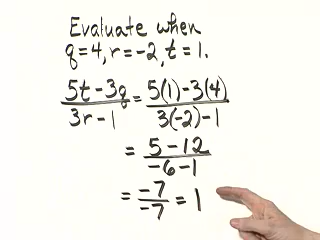 Evaluate when
q=4, r=-2, t=1.
5t-3q/3r-1 = 5(1)-3(4)/3(-2)-1
= 5-12/-6-1
= -7/-7 = 1